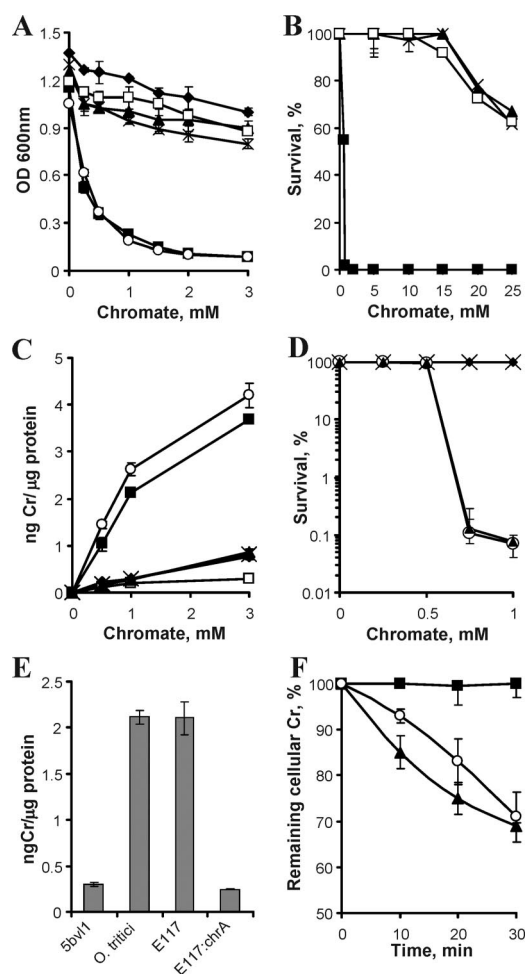 A
OD 600nm
1.5
1.2
0.9
0.6
0.3
0
0 1 2 3
Chromate, mM
B
Survival, %
100
80
60
40
20
0
0 5 10 15 20 25
Chromate, mM
C
ng Cr/µg protein
5
4
3
2
1
0
0 1 2 3
Chromate, mM
D
Survival, %
100
10
1
0.1
0.01
0 0.5 1
Chromate, mM
E
ngCr/µg protein
2.5
2
1.5
1
0.5
0
5bvl1 O. tritici E117 E117:chrA
F
Remaining cellular Cr, %
100
90
80
70
60
50
0 10 20 30
Time, min